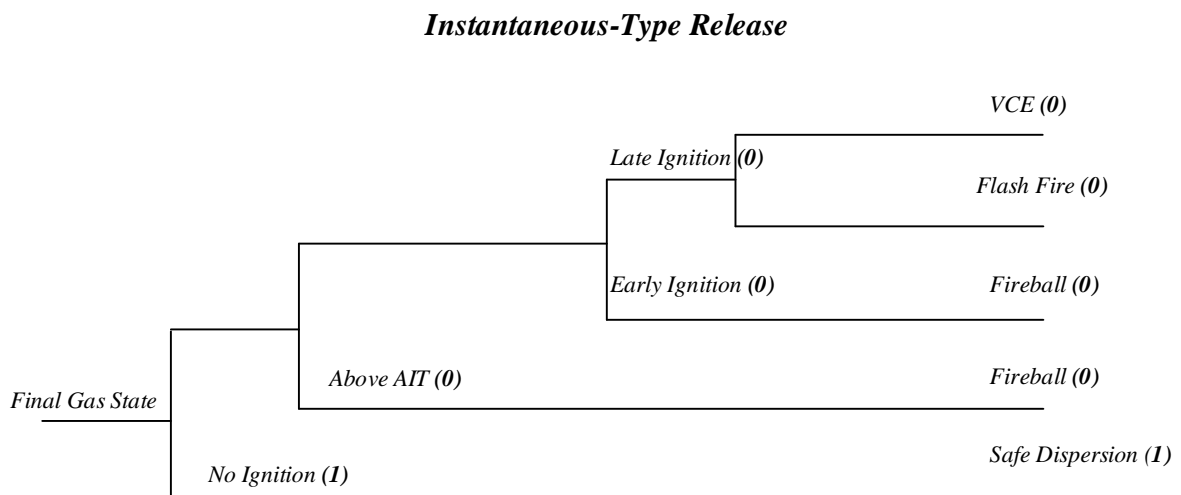 Instantaneous-Type Release
VCE (0)
Late Ignition (0)
Flash Fire (0)
Early Ignition (0)
Fireball (0)
Above AIT (0)
Fireball (0)
Final Gas State
Safe Dispersion (1)
No Ignition (1)